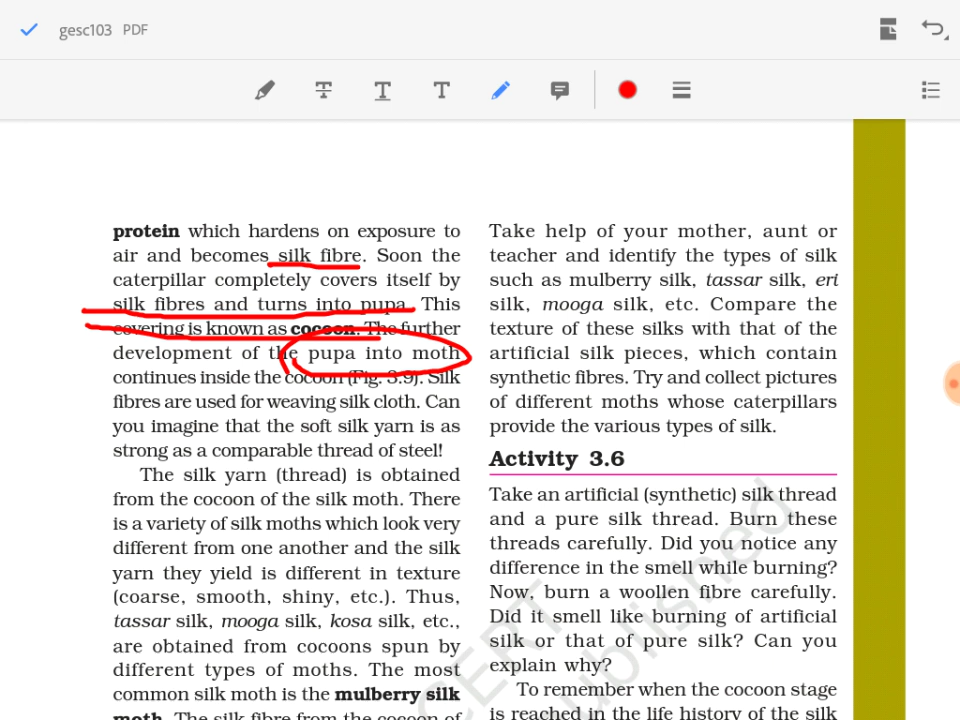 gesc103 PDF
protein which hardens on exposure to
air and becomes silk fibre. Soon the
caterpillar completely covers itself by
silk fibres and turns into pupa. This
covering is known as cocoon. The further
development of the pupa into moth
continues inside the cocoon (Fig. 3.9). Silk
fibres are used for weaving silk cloth. Can
you imagine that the soft silk yarn is as
strong as a comparable thread of steel!
The silk yarn (thread) is obtained
from the cocoon of the silk moth. There
is a variety of silk moths which look very
different from one another and the silk
yarn they yield is different in texture
(coarse, smooth, shiny, etc.). Thus,
tassar silk, mooga silk, kosa silk, etc.,
are obtained from cocoons spun by
different types of moths. The most
common silk moth is the mulberry silk
moth. The silk fibre from the cocoon of
Take help of your mother, aunt or
teacher and identify the types of silk
such as mulberry silk, tassar silk, eri
silk, mooga silk, etc. Compare the
texture of these silks with that of the
artificial silk pieces, which contain
synthetic fibres. Try and collect pictures
of different moths whose caterpillars
provide the various types of silk.
Activity 3.6
Take an artificial (synthetic) silk thread
and a pure silk thread. Burn these
threads carefully. Did you notice any
difference in the smell while burning?
Now, burn a woollen fibre carefully.
Did it smell like burning of artificial
silk or that of pure silk? Can you
explain why?
To remember when the cocoon stage
is reached in the life history of the silk
CERT
ublished